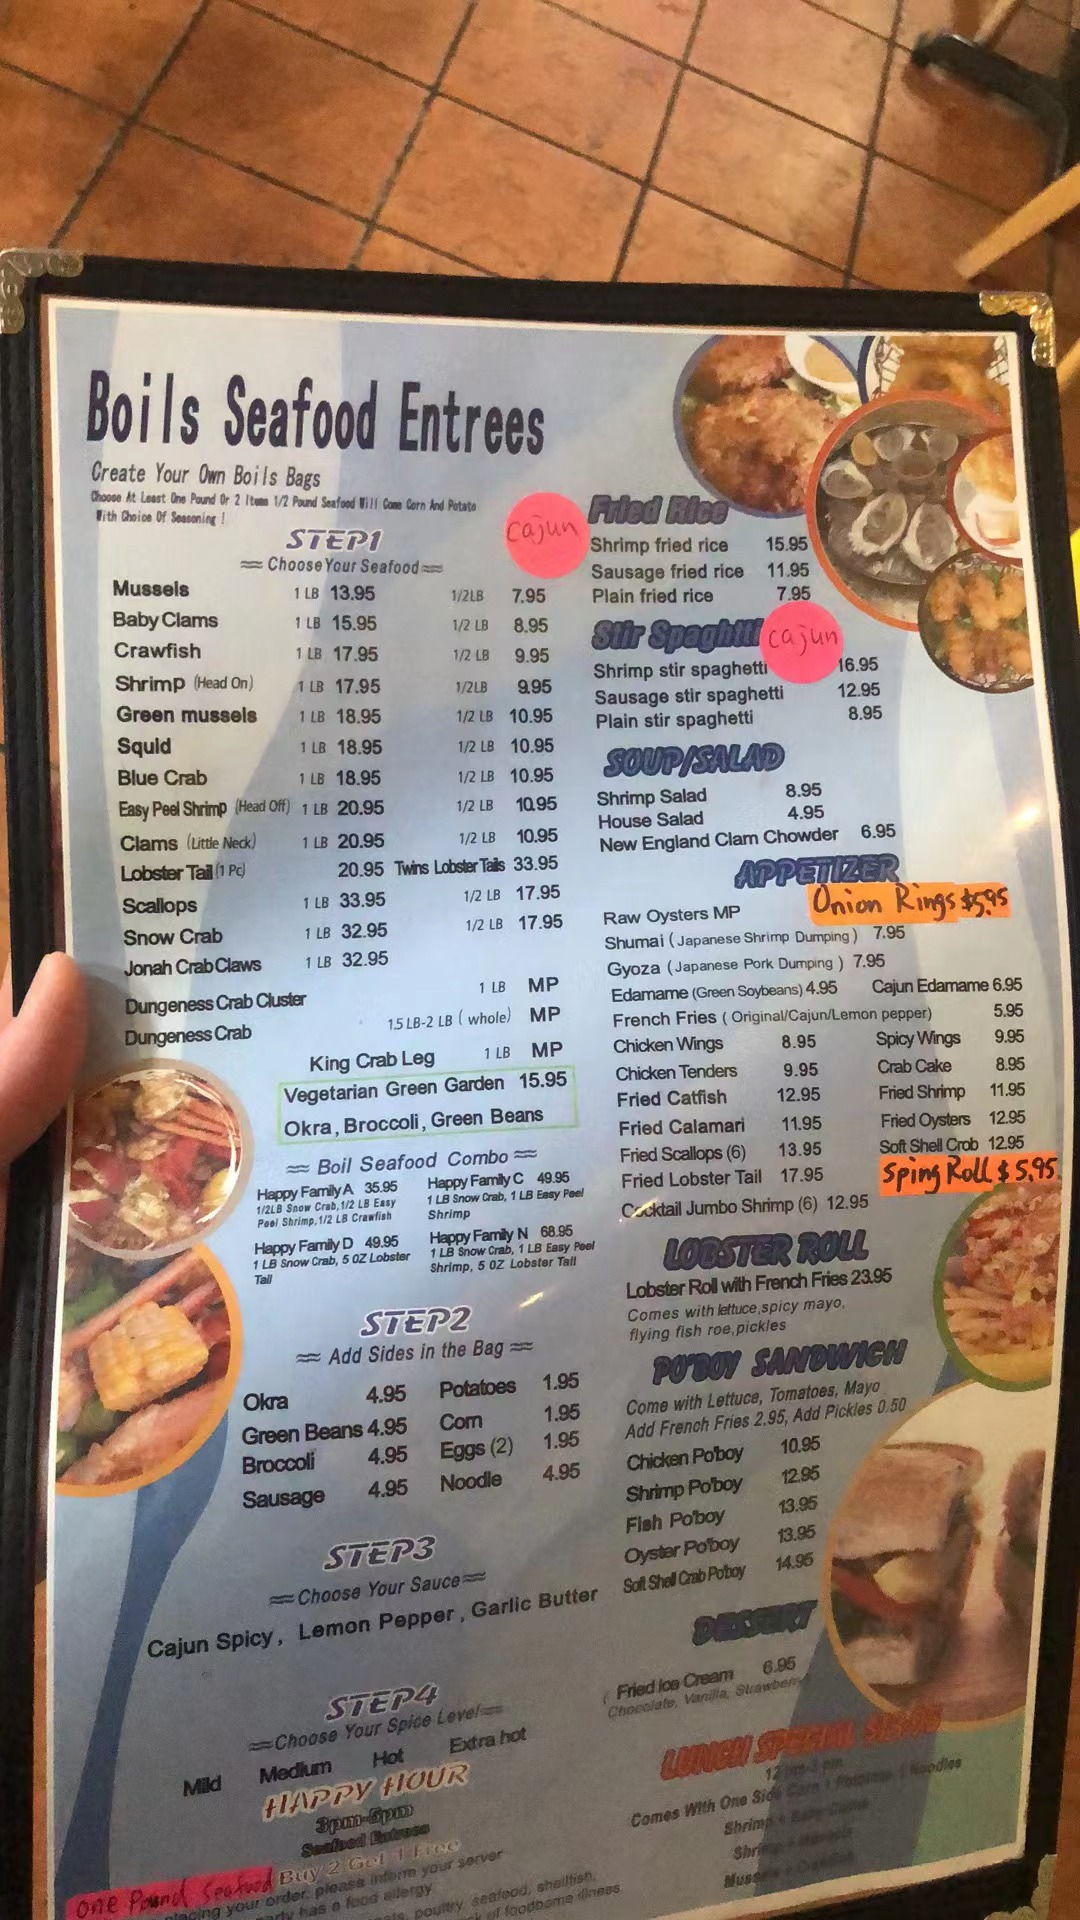 Boils Seafood Entrees
Create Your Own Boils Bags
Choose At Least One Pound Or 2 Items 1/2 Pound Seafood Will Come Corn And Potato
With Choice Of Seasoning !
STEP1
Choose Your Seafood
Mussels 1 LB 13.95 1/2LB 7.95
Baby Clams 1 LB 15.95 1/2 LB 8.95
Crawfish 1 LB 17.95 1/2 LB 9.95
Shrimp (Head On) 1 LB 17.95 1/2LB 9.95
Green mussels 1 LB 18.95 1/2 LB 10.95
Squid 1 LB 18.95 1/2 LB 10.95
Blue Crab 1 LB 18.95 1/2 LB 10.95
Easy Peel Shrimp (Head Off) 1 LB 20.95 1/2 LB 10.95
Clams (Little Neck) 1 LB 20.95 1/2 LB 10.95
Lobster Tail (1 Pc) 20.95 Twins Lobster Tails 33.95
Scallops 1 LB 33.95 1/2 LB 17.95
Snow Crab 1 LB 32.95 1/2 LB 17.95
Jonah Crab Claws 1 LB 32.95
Dungeness Crab Cluster 1 LB MP
Dungeness Crab 1.5 LB-2 LB ( whole) MP
King Crab Leg 1 LB MP
Vegetarian Green Garden 15.95
Okra, Broccoli, Green Beans
Boil Seafood Combo
Happy Family A 35.95
1/2LB Snow Crab,1/2 LB Easy
Peel Shrimp,1/2 LB Crawfish
Happy Family C 49.95
1 LB Snow Crab, 1 LB Easy Peel
Shrimp
Happy Family D 49.95
1 LB Snow Crab, 5 OZ Lobster
Tail
Happy Family N 68.95
1 LB Snow Crab, 1 LB Easy Peel
Shrimp, 5 OZ Lobster Tail
STEP2
Add Sides in the Bag
Okra 4.95 Potatoes 1.95
Green Beans 4.95 Corn 1.95
Broccoli 4.95 Eggs (2) 1.95
Sausage 4.95 Noodle 4.95
STEP3
Choose Your Sauce
Cajun Spicy, Lemon Pepper, Garlic Butter
STEP4
Choose Your Spice Level
Mild Medium Hot Extra hot
HAPPY HOUR
3pm-5pm
Seafood Entrees
Buy 2 Get 1 Free
one Pound Seafood
placing your order, please inform your server
party has a food allergy
poultry, seafood, shellfish,
of foodborne illness
cajun
Fried Rice
Shrimp fried rice 15.95
Sausage fried rice 11.95
Plain fried rice 7.95
Stir Spaghtti
cajun
Shrimp stir spaghetti 16.95
Sausage stir spaghetti 12.95
Plain stir spaghetti 8.95
SOUP/SALAD
Shrimp Salad 8.95
House Salad 4.95
New England Clam Chowder 6.95
APPETIZER
Onion Rings $5.95
Raw Oysters MP
Shumai ( Japanese Shrimp Dumping ) 7.95
Gyoza ( Japanese Pork Dumping ) 7.95
Edamame (Green Soybeans) 4.95 Cajun Edamame 6.95
French Fries ( Original/Cajun/Lemon pepper) 5.95
Chicken Wings 8.95 Spicy Wings 9.95
Chicken Tenders 9.95 Crab Cake 8.95
Fried Catfish 12.95 Fried Shrimp 11.95
Fried Calamari 11.95 Fried Oysters 12.95
Fried Scallops (6) 13.95 Soft Shell Crob 12.95
Fried Lobster Tail 17.95 Sping Roll $5.95
Cocktail Jumbo Shrimp (6) 12.95
LOBSTER ROLL
Lobster Roll with French Fries 23.95
Comes with lettuce,spicy mayo,
flying fish roe,pickles
PO'BOY SANDWICH
Come with Lettuce, Tomatoes, Mayo
Add French Fries 2.95, Add Pickles 0.50
Chicken Po'boy 10.95
Shrimp Po'boy 12.95
Fish Po'boy 13.95
Oyster Po'boy 13.95
Soft Shell Crab Po'boy 14.95
DESSERT
Fried Ice Cream 6.95
Chocolate, Vanilla, Strawberry
LUNCH SPECIAL
Comes With One Side Corn Noodles